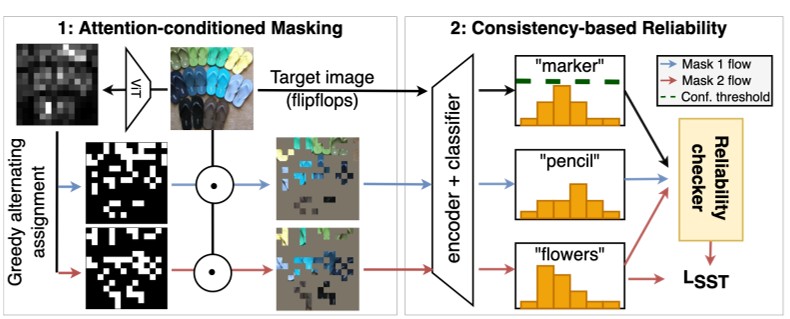 1: Attention-conditioned Masking
ViT
Target image
(flipflops)
Greedy alternating
assignment
2: Consistency-based Reliability
encoder + classifier
"marker"
"pencil"
"flowers"
Mask 1 flow
Mask 2 flow
Conf. threshold
Reliability
checker
LSST